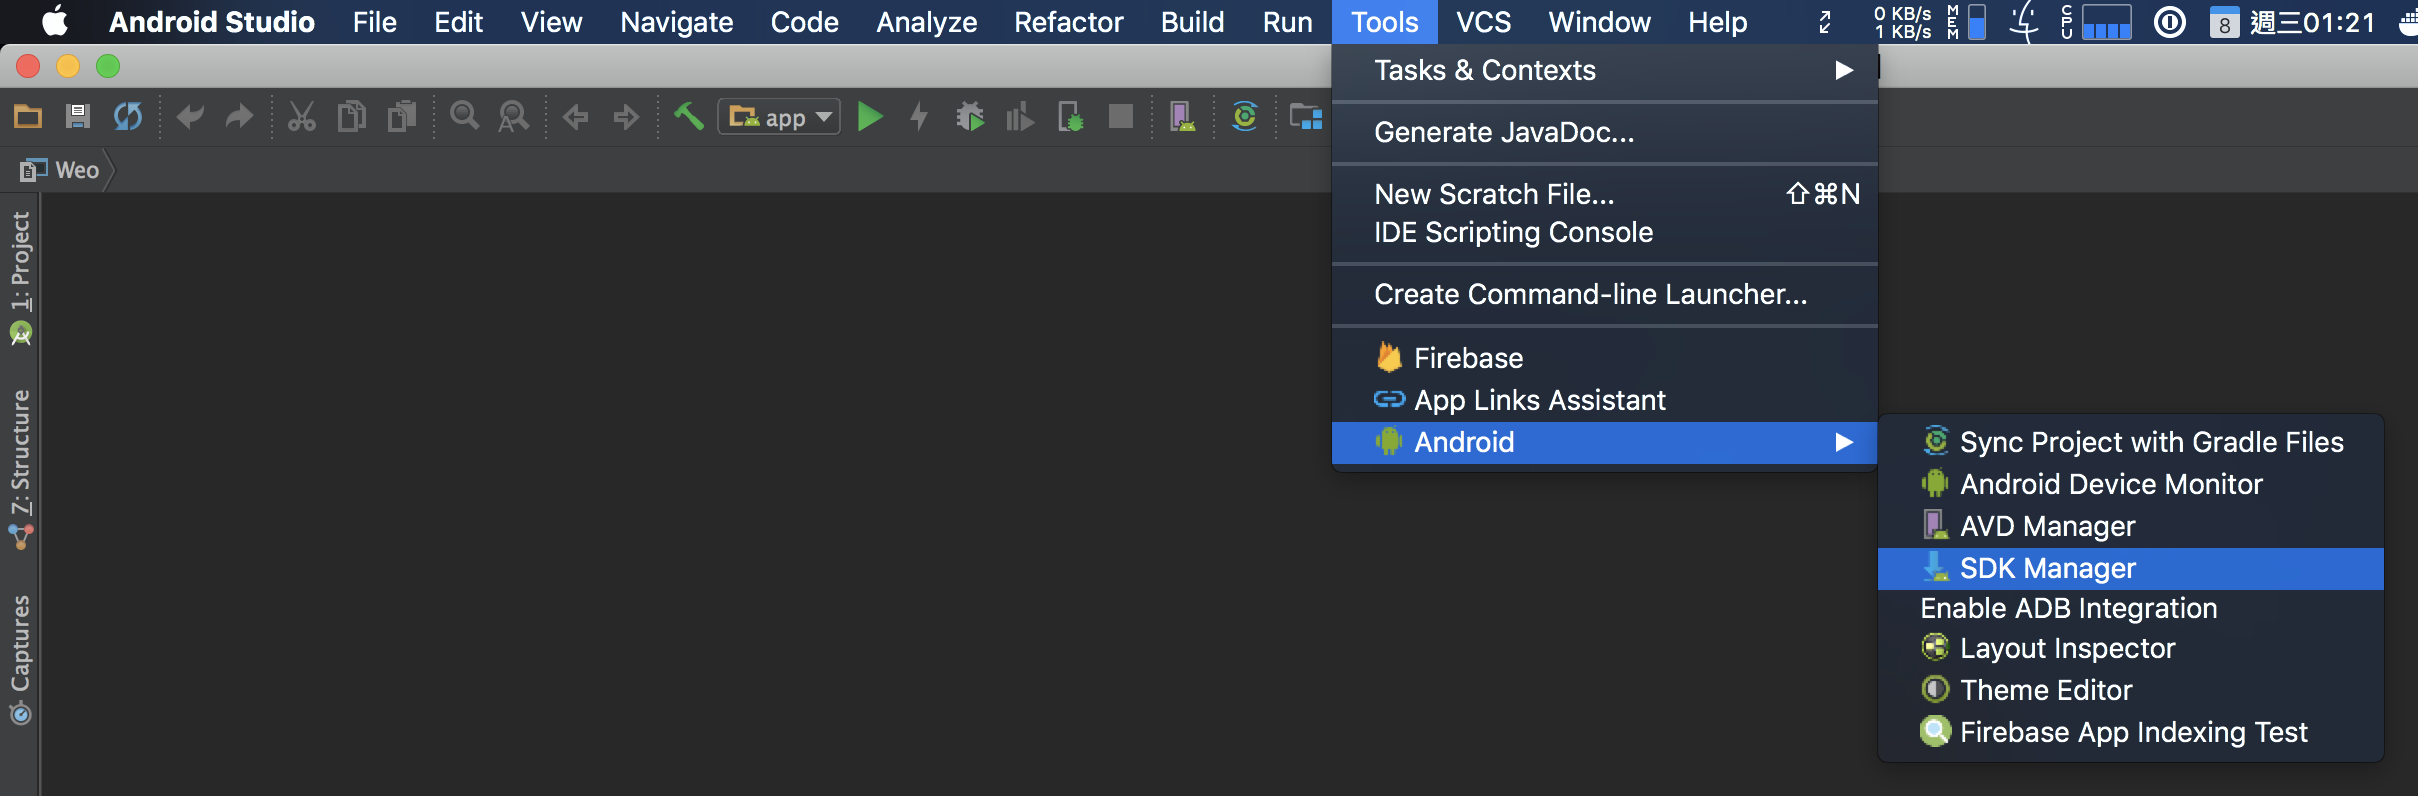 Android Studio File Edit View Navigate Code Analyze Refactor Build Run Tools VCS Window Help 0 KB/s 1 KB/s MEM CPU 8 週三01:21
Tasks & Contexts
Generate JavaDoc...
app
Weo
New Scratch File... ⇧⌘N
IDE Scripting Console
Create Command-line Launcher...
Firebase
App Links Assistant
Android
Sync Project with Gradle Files
Android Device Monitor
AVD Manager
SDK Manager
Enable ADB Integration
Layout Inspector
Theme Editor
Firebase App Indexing Test
1: Project
7: Structure
Captures